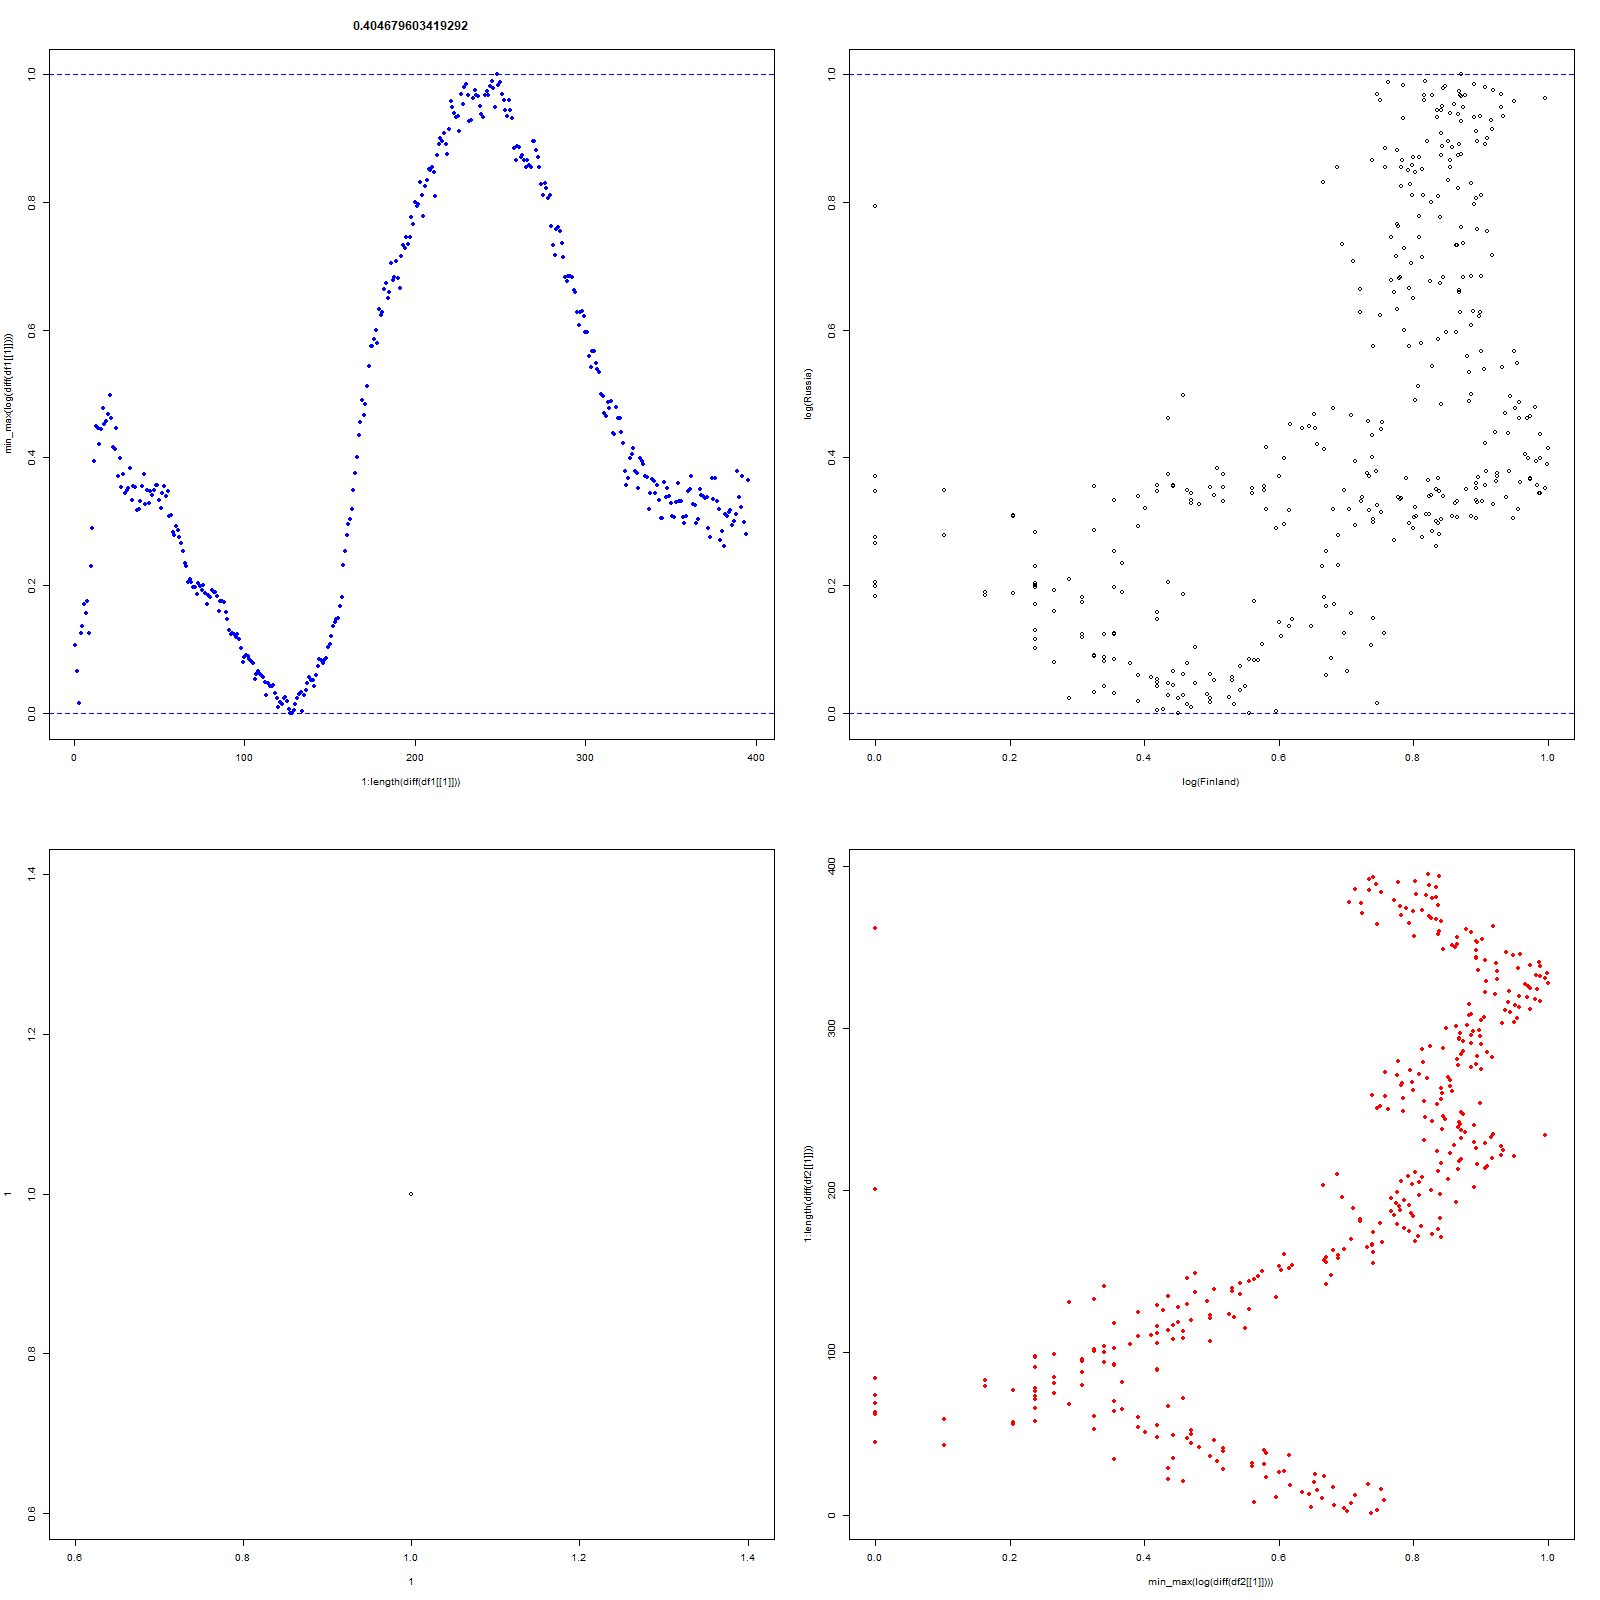 0.404679603419292
min_max(log(diff(df1[[1]])))
0.0 0.2 0.4 0.6 0.8 1.0
0 100 200 300 400
1:length(diff(df1[[1]]))
log(Russia)
0.0 0.2 0.4 0.6 0.8 1.0
0.0 0.2 0.4 0.6 0.8 1.0
log(Finland)
1
0.6 0.8 1.0 1.2 1.4
0.6 0.8 1.0 1.2 1.4
1
1:length(diff(df2[[1]]))
0 100 200 300 400
0.0 0.2 0.4 0.6 0.8 1.0
min_max(log(diff(df2[[1]])))